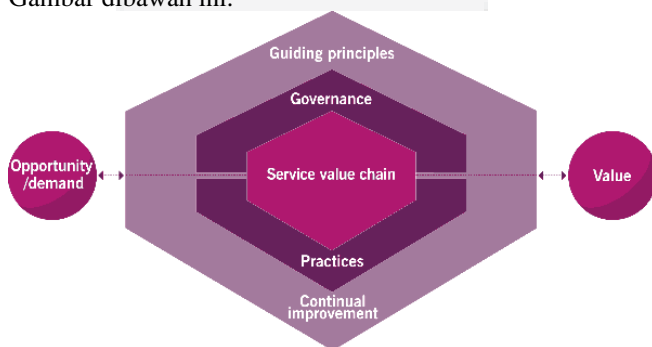 Gambar dibawah ini:
Guiding principles
Governance
Opportunity
/demand
Service value chain
Value
Practices
Continual
improvement